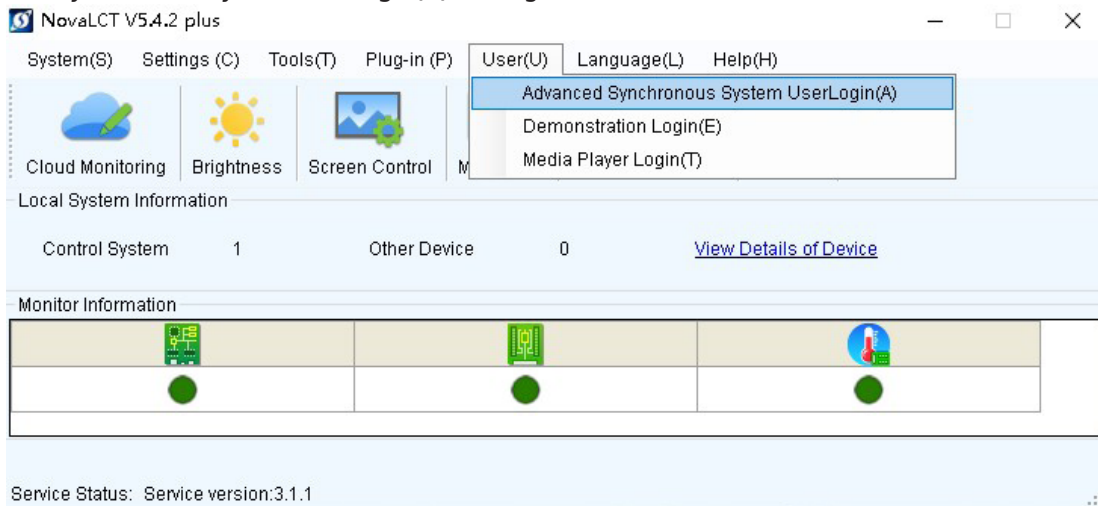 NovaLCT V5.4.2 plus
System(S) Settings (C) Tools(T) Plug-in (P) User(U) Language(L) Help(H)
Advanced Synchronous System UserLogin(A)
Demonstration Login(E)
Media Player Login(T)
Cloud Monitoring Brightness Screen Control M
Local System Information
Control System 1 Other Device 0 View Details of Device
Monitor Information
Service Status: Service version:3.1.1